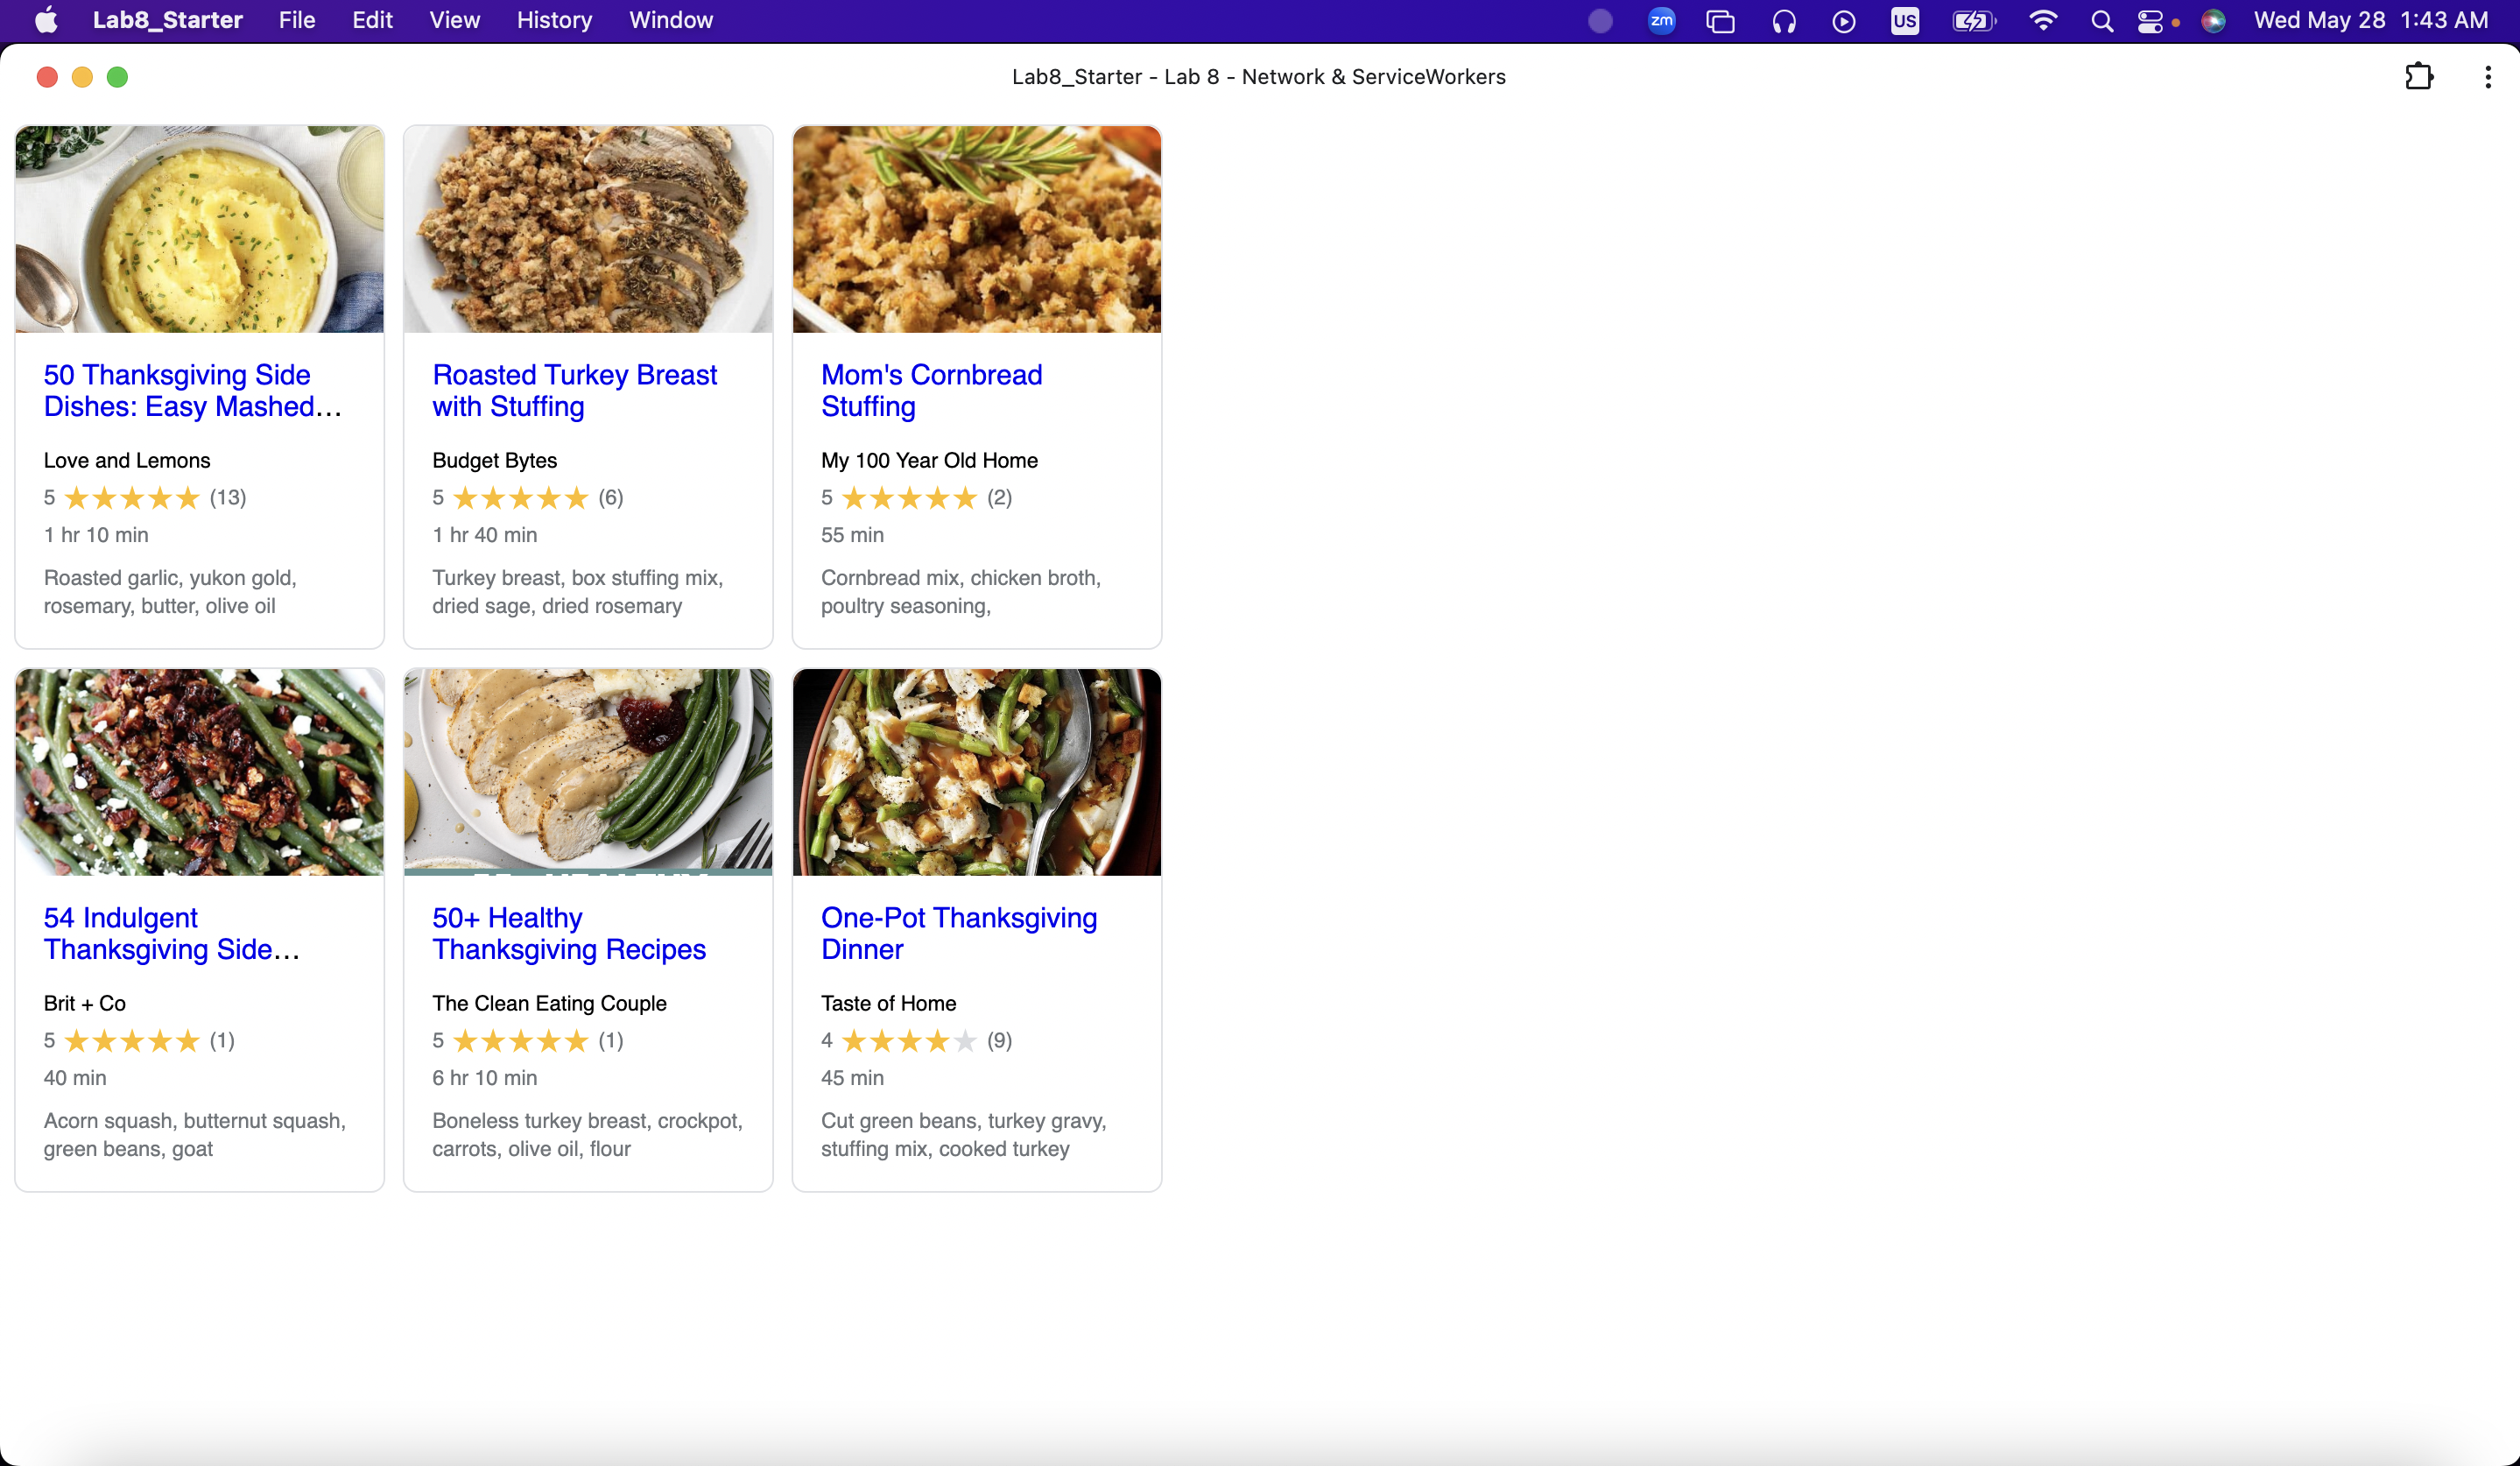 Lab8_Starter File Edit View History Window zm US Wed May 28 1:43 AM
Lab8_Starter - Lab 8 - Network & ServiceWorkers
50 Thanksgiving Side
Dishes: Easy Mashed…
Love and Lemons
5 ★★★★★ (13)
1 hr 10 min
Roasted garlic, yukon gold,
rosemary, butter, olive oil
Roasted Turkey Breast
with Stuffing
Budget Bytes
5 ★★★★★ (6)
1 hr 40 min
Turkey breast, box stuffing mix,
dried sage, dried rosemary
Mom's Cornbread
Stuffing
My 100 Year Old Home
5 ★★★★★ (2)
55 min
Cornbread mix, chicken broth,
poultry seasoning,
54 Indulgent
Thanksgiving Side…
Brit + Co
5 ★★★★★ (1)
40 min
Acorn squash, butternut squash,
green beans, goat
50+ Healthy
Thanksgiving Recipes
The Clean Eating Couple
5 ★★★★★ (1)
6 hr 10 min
Boneless turkey breast, crockpot,
carrots, olive oil, flour
One-Pot Thanksgiving
Dinner
Taste of Home
4 ★★★★★ (9)
45 min
Cut green beans, turkey gravy,
stuffing mix, cooked turkey